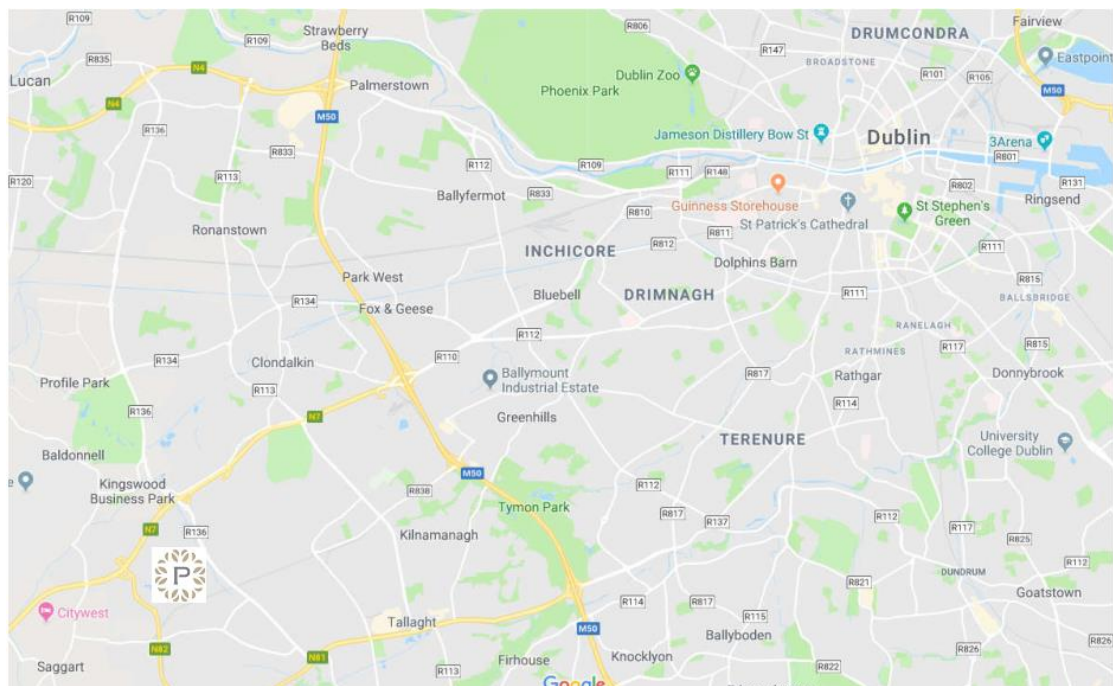 R109
Strawberry
Beds
R806
DRUMCONDRA
Fairview
R109
R147
BROADSTONE
Eastpoint
R835
Lucan
N4
Palmerstown
Dublin Zoo
Phoenix Park
R101
R105
M50
N4
M50
R136
Jameson Distillery Bow St
Dublin
3Arena
R801
R833
R112
R109
R111
R148
R120
R113
Ballyfermot
R833
Guinness Storehouse
R802
R131
Ringsend
R810
St Patrick's Cathedral
St Stephen's
Green
Ronanstown
R811
R812
R111
INCHICORE
Dolphins Barn
Park West
R815
Bluebell
DRIMNAGH
R111
BALLSBRIDGE
R134
Fox & Geese
R112
RANELAGH
R117
R815
R134
Clondalkin
R110
RATHMINES
Profile Park
R113
Ballymount
Industrial Estate
R817
Rathgar
Donnybrook
R136
N7
Greenhills
R114
TERENURE
University
College Dublin
Baldonnell
e
M50
Kingswood
Business Park
R838
R112
Tymon Park
R817
R137
R112
R117
N7
R136
Kilnamanagh
R825
R112
P
DUNDRUM
R821
Goatstown
Citywest
R114
R817
R115
Tallaght
M50
Ballyboden
R826
N82
N81
R826
Saggart
R113
Firhouse
Knocklyon
R822
Google